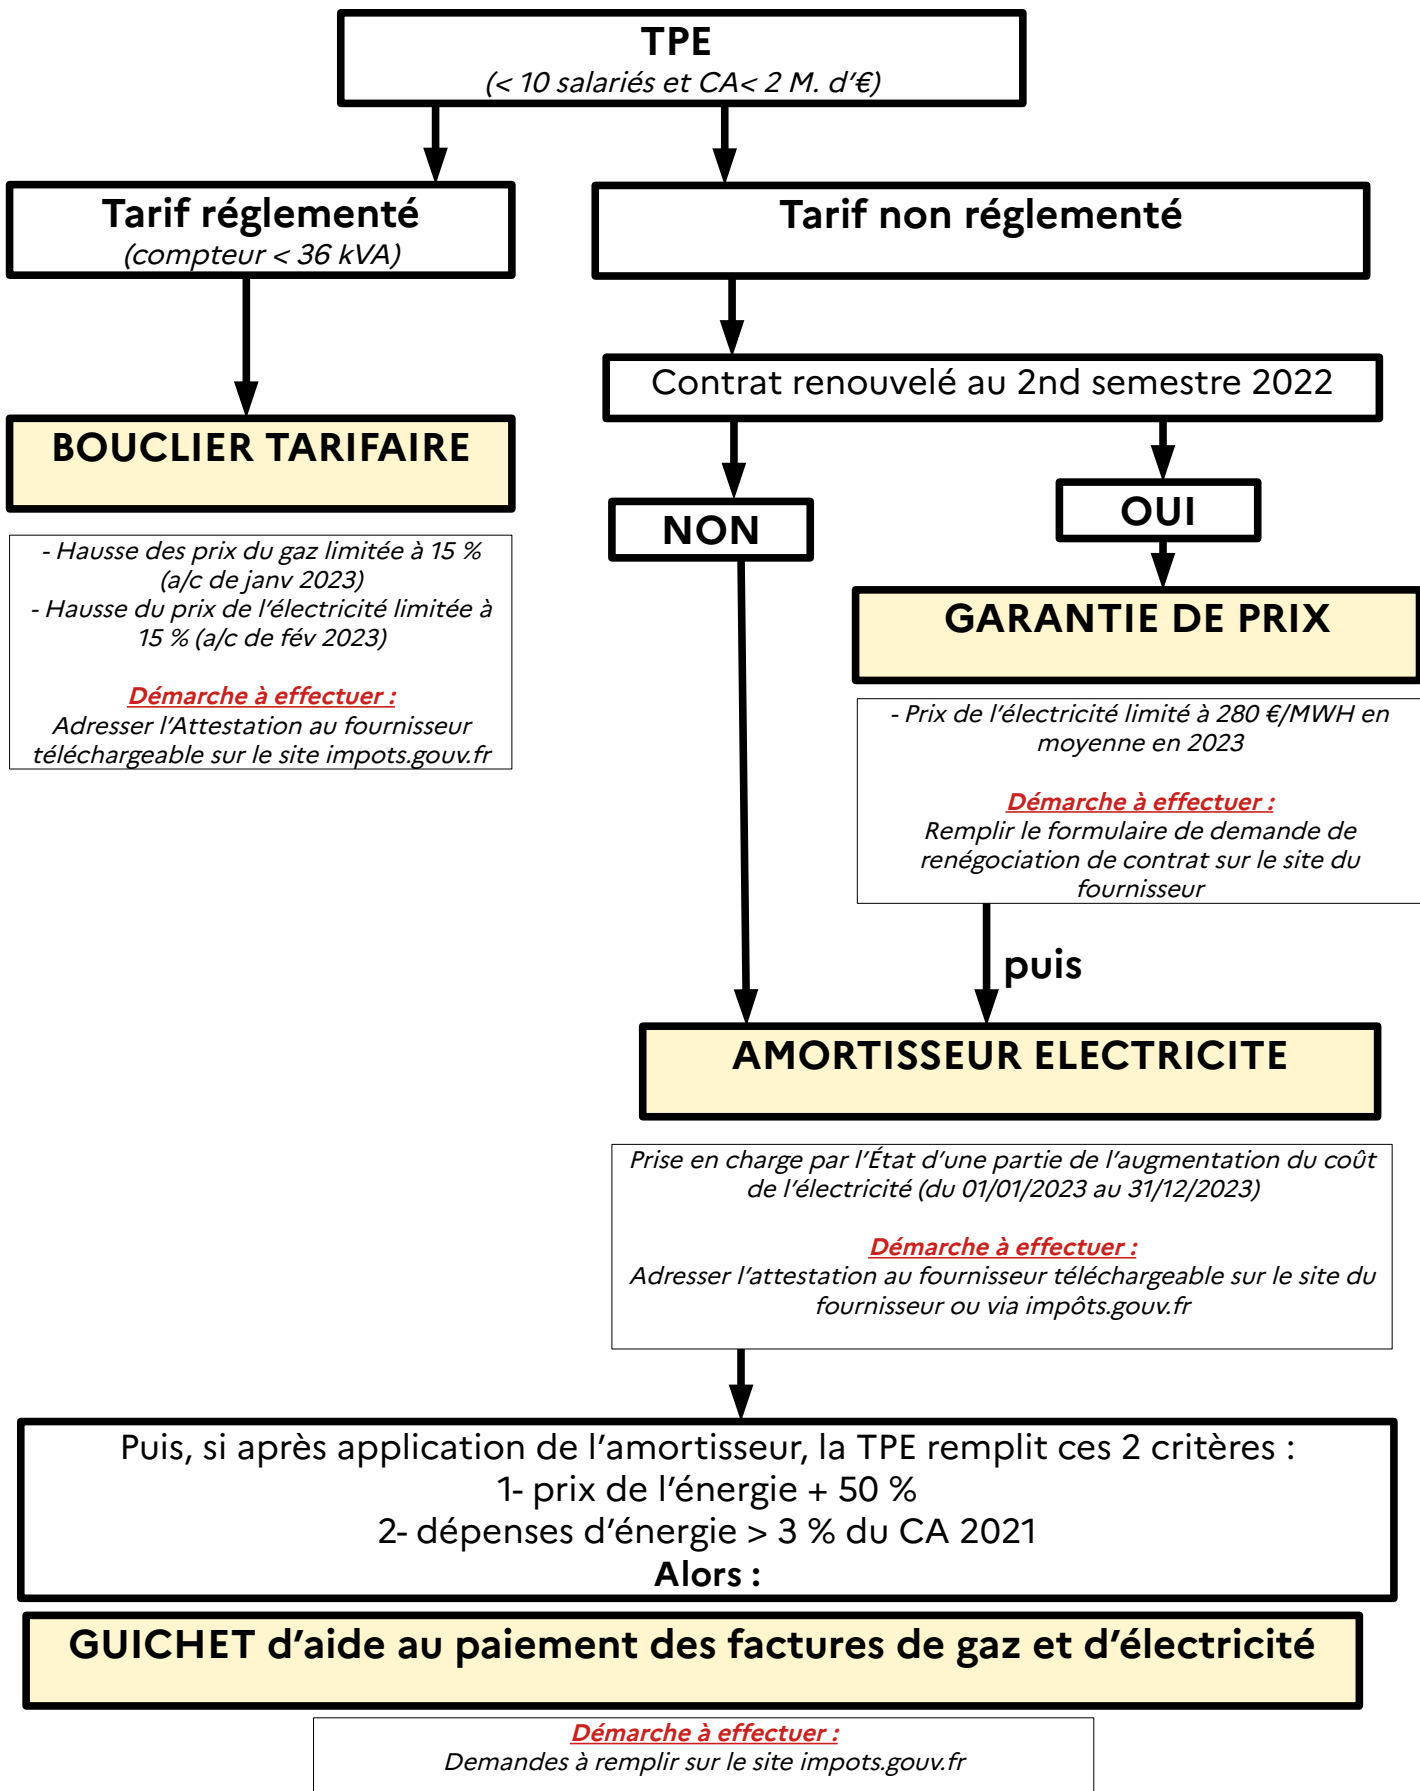 TPE
(< 10 salariés et CA< 2 M. d’€)
Tarif réglementé
(compteur < 36 kVA)
Tarif non réglementé
Contrat renouvelé au 2nd semestre 2022
BOUCLIER TARIFAIRE
NON
OUI
- Hausse des prix du gaz limitée à 15 %
(a/c de janv 2023)
- Hausse du prix de l’électricité limitée à
15 % (a/c de fév 2023)
Démarche à effectuer :
Adresser l’Attestation au fournisseur
téléchargeable sur le site impots.gouv.fr
GARANTIE DE PRIX
- Prix de l’électricité limité à 280 €/MWH en
moyenne en 2023
Démarche à effectuer :
Remplir le formulaire de demande de
renégociation de contrat sur le site du
fournisseur
puis
AMORTISSEUR ELECTRICITE
Prise en charge par l’État d’une partie de l’augmentation du coût
de l’électricité (du 01/01/2023 au 31/12/2023)
Démarche à effectuer :
Adresser l’attestation au fournisseur téléchargeable sur le site du
fournisseur ou via impôts.gouv.fr
Puis, si après application de l’amortisseur, la TPE remplit ces 2 critères :
1- prix de l’énergie + 50 %
2- dépenses d’énergie > 3 % du CA 2021
Alors :
GUICHET d’aide au paiement des factures de gaz et d’électricité
Démarche à effectuer :
Demandes à remplir sur le site impots.gouv.fr